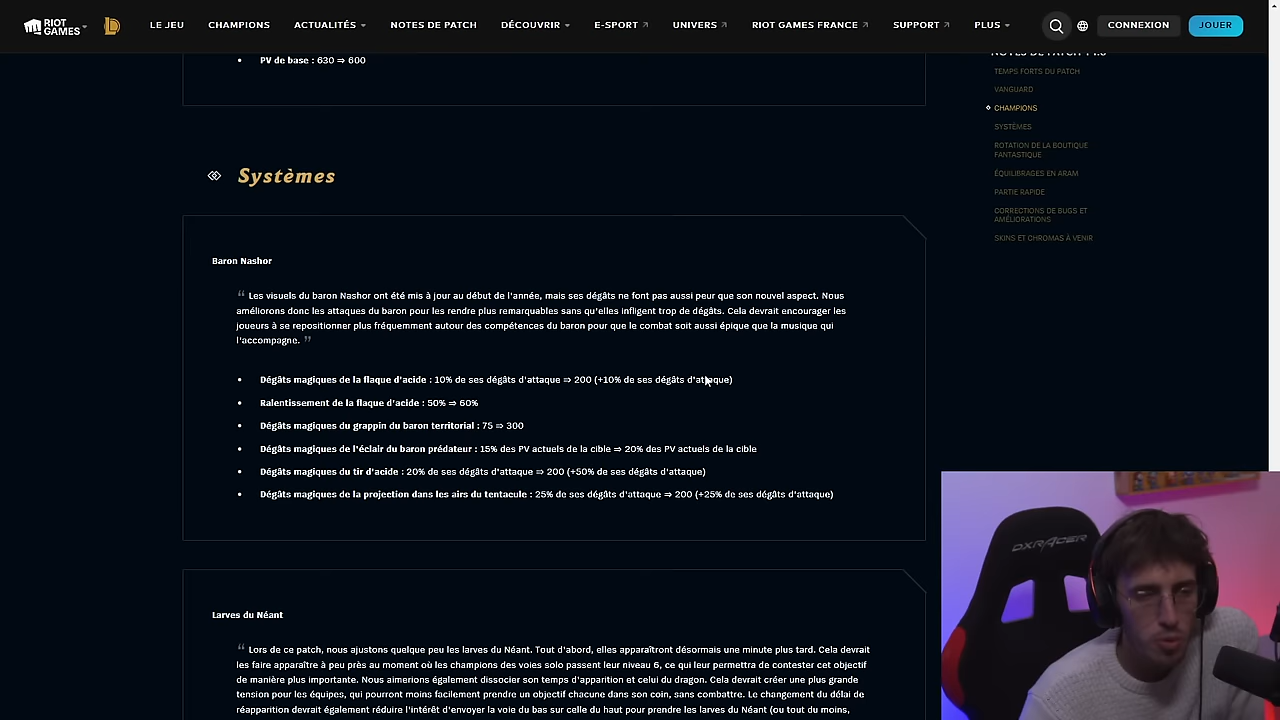 RIOT GAMES
LE JEU
CHAMPIONS
ACTUALITÉS
NOTES DE PATCH
DÉCOUVRIR
E-SPORT
UNIVERS
RIOT GAMES FRANCE
SUPPORT
PLUS
CONNEXION
JOUER
PV de base : 630 ⇒ 600
Systèmes
Baron Nashor
“ Les visuels du baron Nashor ont été mis à jour au début de l'année, mais ses dégâts ne font pas aussi peur que son nouvel aspect. Nous
améliorons donc les attaques du baron pour les rendre plus remarquables sans qu'elles infligent trop de dégâts. Cela devrait encourager les
joueurs à se repositionner plus fréquemment autour des compétences du baron pour que le combat soit aussi épique que la musique qui
l'accompagne. ”
• Dégâts magiques de la flaque d'acide : 10% de ses dégâts d'attaque ⇒ 200 (+10% de ses dégâts d'attaque)
• Ralentissement de la flaque d'acide : 50% ⇒ 60%
• Dégâts magiques du grappin du baron territorial : 75 ⇒ 300
• Dégâts magiques de l'éclair du baron prédateur : 15% des PV actuels de la cible ⇒ 20% des PV actuels de la cible
• Dégâts magiques du tir d'acide : 20% de ses dégâts d'attaque ⇒ 200 (+50% de ses dégâts d'attaque)
• Dégâts magiques de la projection dans les airs du tentacule : 25% de ses dégâts d'attaque ⇒ 200 (+25% de ses dégâts d'attaque)
Larves du Néant
“ Lors de ce patch, nous ajustons quelque peu les larves du Néant. Tout d'abord, elles apparaîtront désormais une minute plus tard. Cela devrait
les faire apparaître à peu près au moment où les champions des voies solo passent leur niveau 6, ce qui leur permettra de contester cet objectif
de manière plus importante. Nous aimerions également dissocier son temps d'apparition et celui du dragon. Cela devrait créer une plus grande
tension pour les équipes, qui pourront moins facilement prendre un objectif chacune dans son coin, sans combattre. Le changement du délai de
réapparition devrait également réduire l'intérêt d'envoyer la voie du bas sur celle du haut pour prendre les larves du Néant (ou tout du moins,
TEMPS FORTS DU PATCH
VANGUARD
CHAMPIONS
SYSTÈMES
ROTATION DE LA BOUTIQUE
FANTASTIQUE
ÉQUILIBRAGES EN ARAM
PARTIE RAPIDE
CORRECTIONS DE BUGS ET
AMÉLIORATIONS
SKINS ET CHROMAS À VENIR
DXRACER